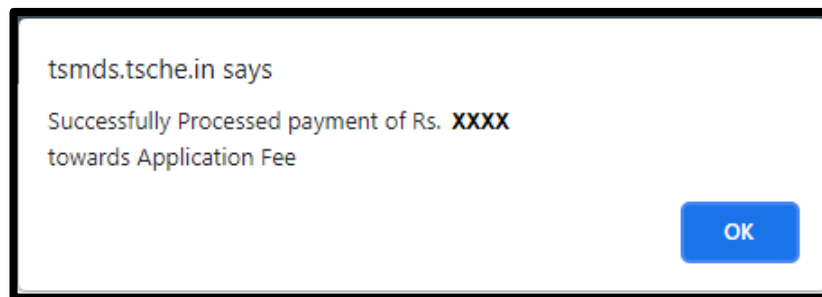 tsmds.tsche.in says
Successfully Processed payment of Rs. XXXX
towards Application Fee
OK